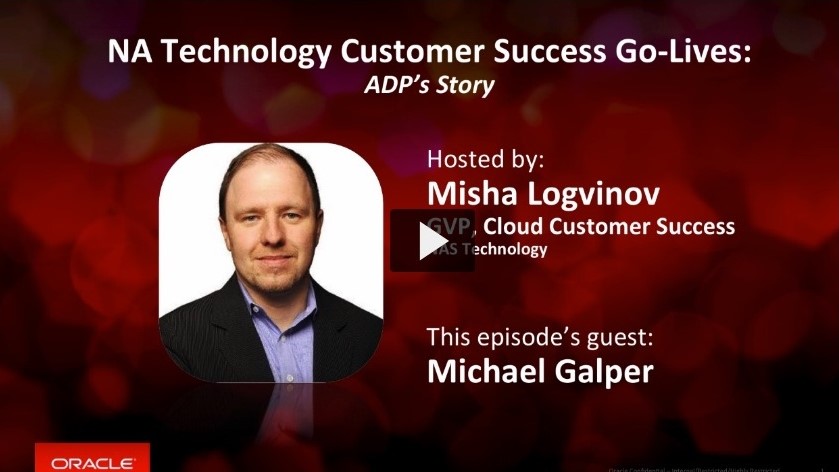 NA Technology Customer Success Go-Lives:
ADP's Story
Hosted by:
Misha Logvinov
GVP, Cloud Customer Success
NAS Technology
This episode's guest:
Michael Galper
ORACLE